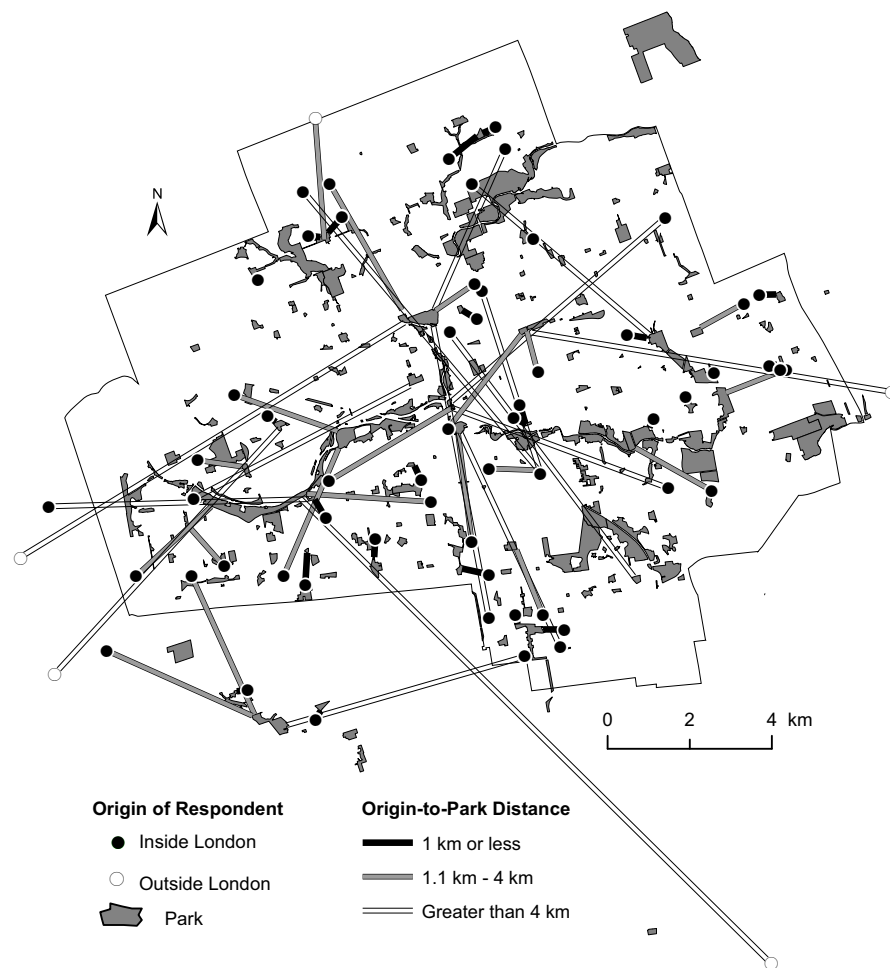 N
0 2 4 km
Origin of Respondent
Inside London
Outside London
Park
Origin-to-Park Distance
1 km or less
1.1 km - 4 km
Greater than 4 km